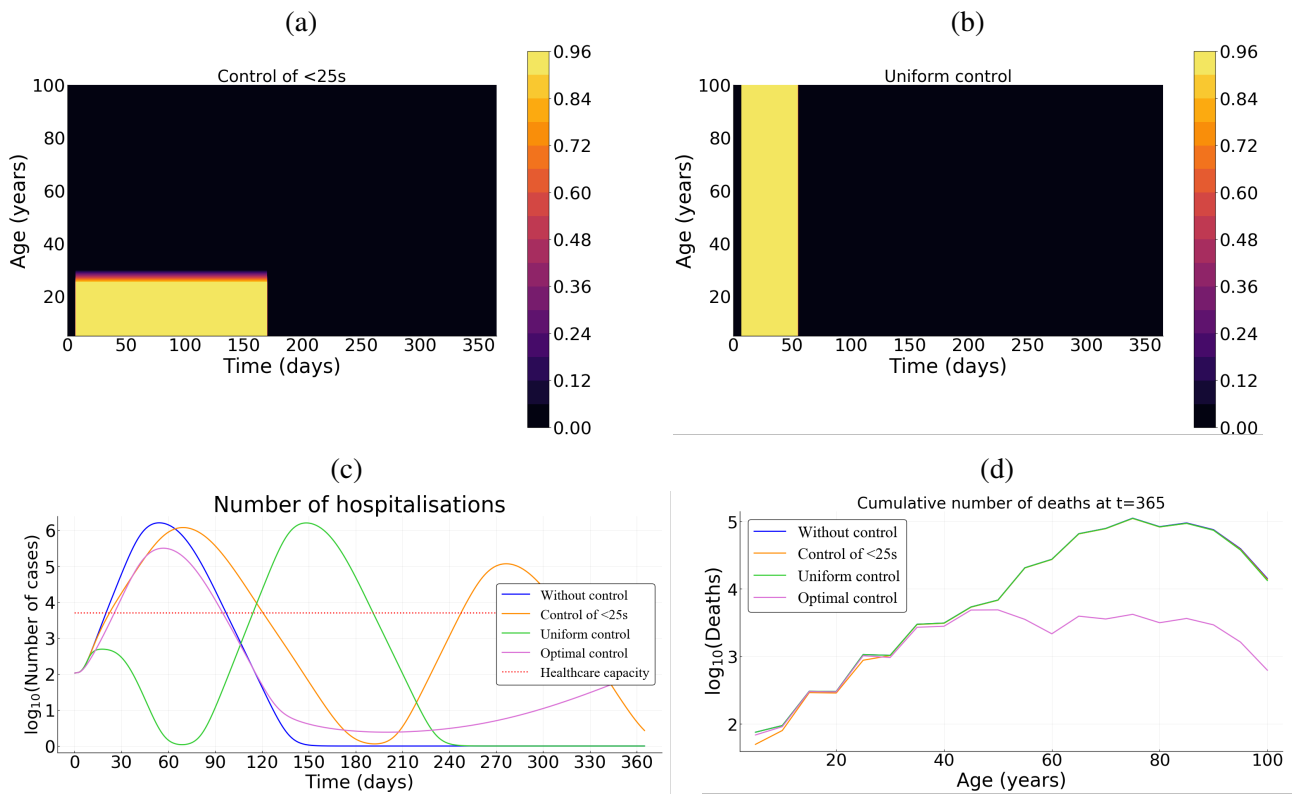 (a)
Control of <25s
Age (years)
100
80
60
40
20
0 50 100 150 200 250 300 350
Time (days)
0.96
0.84
0.72
0.60
0.48
0.36
0.24
0.12
0.00
(b)
Uniform control
Age (years)
100
80
60
40
20
0 50 100 150 200 250 300 350
Time (days)
0.96
0.84
0.72
0.60
0.48
0.36
0.24
0.12
0.00
(c)
Number of hospitalisations
log10(Number of cases)
6
5
4
3
2
1
0
0 30 60 90 120 150 180 210 240 270 300 330 360
Time (days)
Without control
Control of <25s
Uniform control
Optimal control
Healthcare capacity
(d)
Cumulative number of deaths at t=365
log10(Deaths)
5
4
3
2
20 40 60 80 100
Age (years)
Without control
Control of <25s
Uniform control
Optimal control